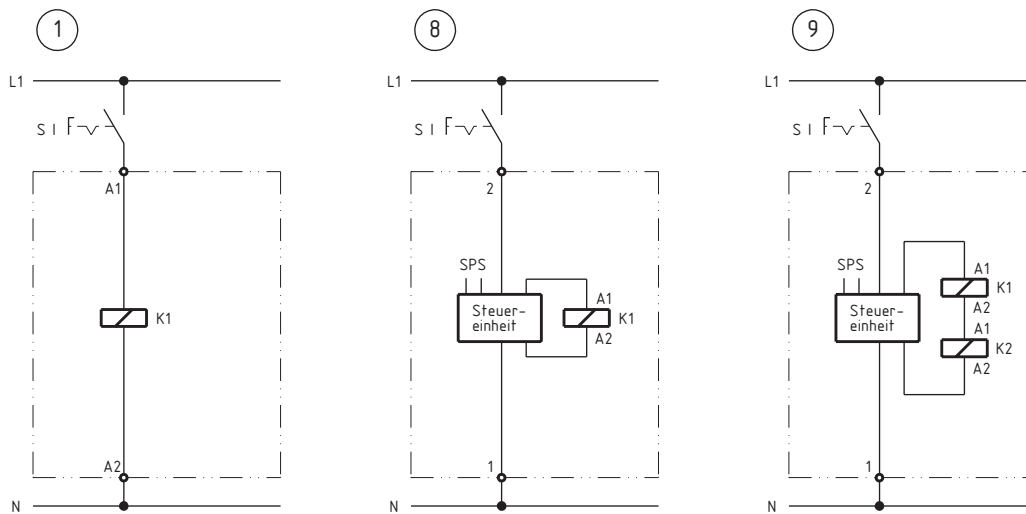 1
8
9
L1
L1
L1
S1
S1
S1
A1
2
2
SPS
SPS
A1
K1
A2
A1
K2
A2
Steuer-
einheit
A1
K1
A2
Steuer-
einheit
K1
A2
1
1
N
N
N